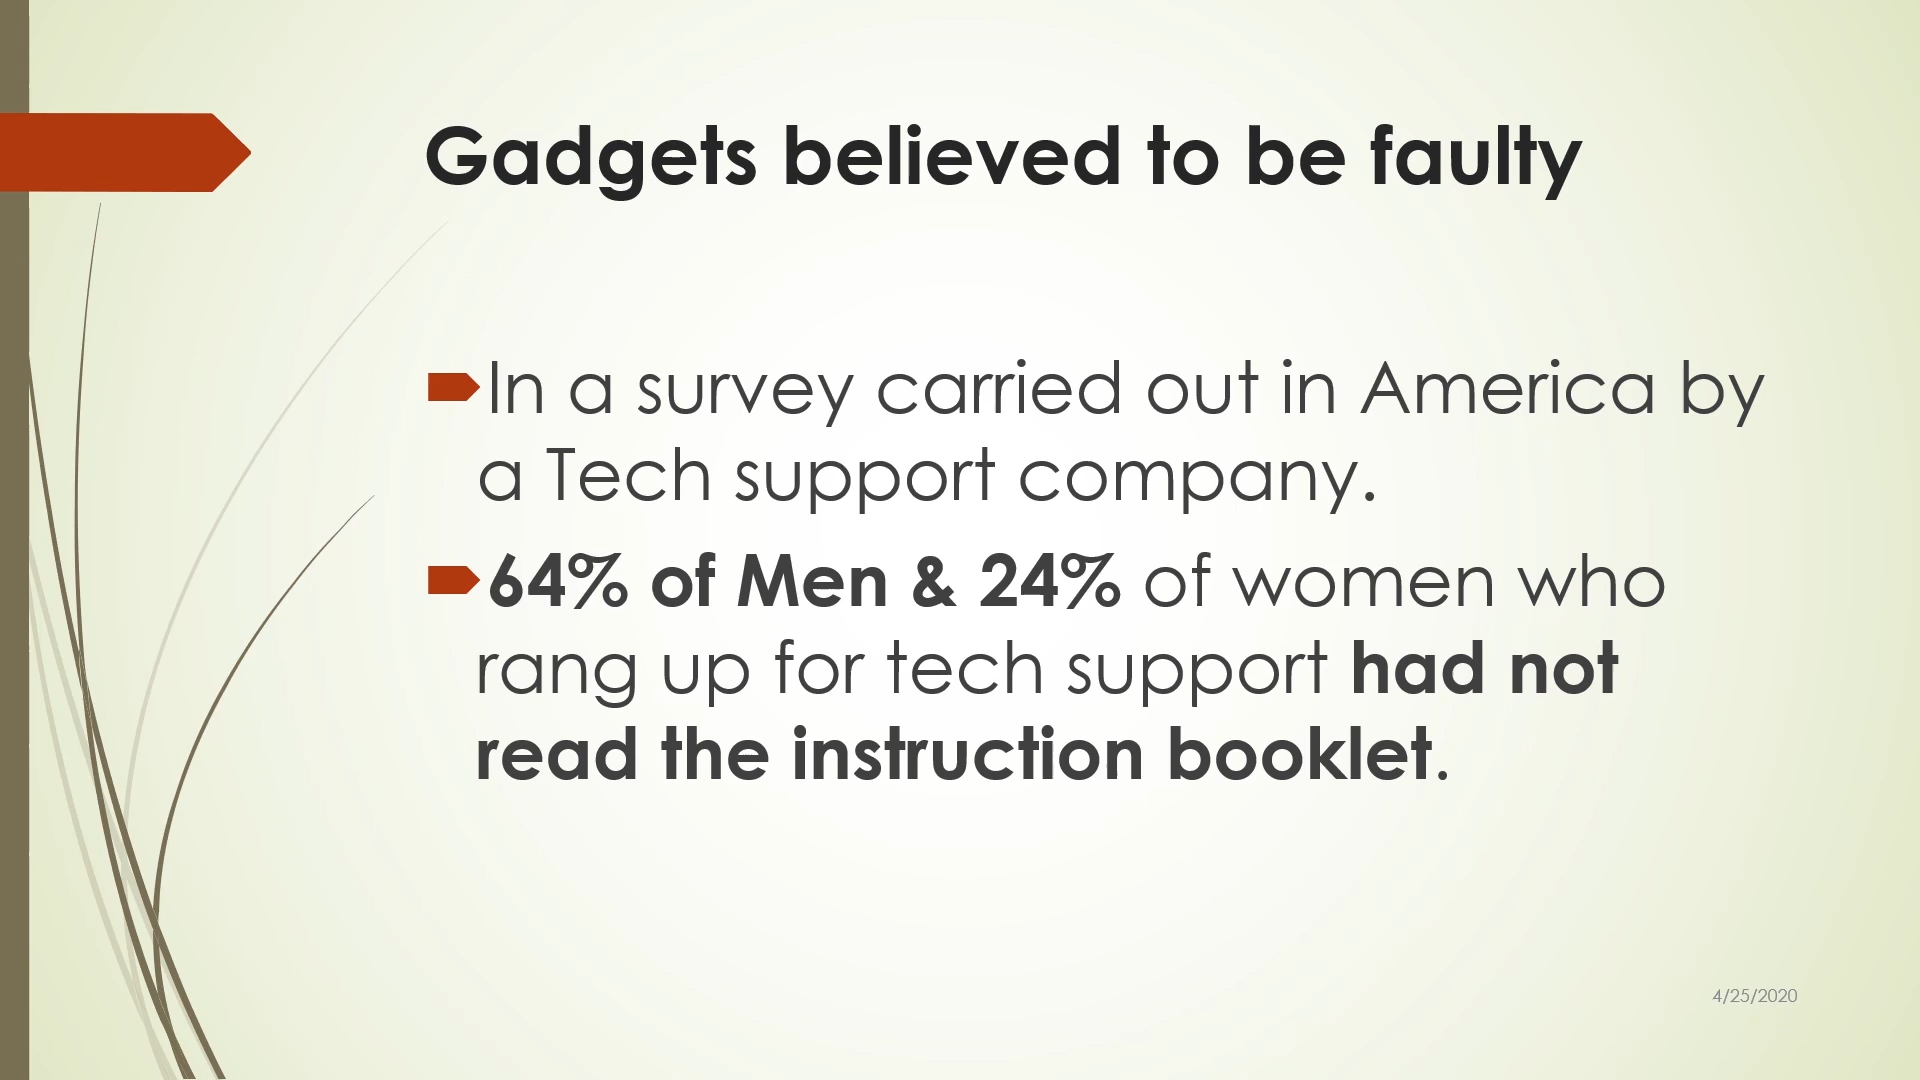 Gadgets believed to be faulty
In a survey carried out in America by
a Tech support company.
64% of Men & 24% of women who
rang up for tech support had not
read the instruction booklet.
4/25/2020